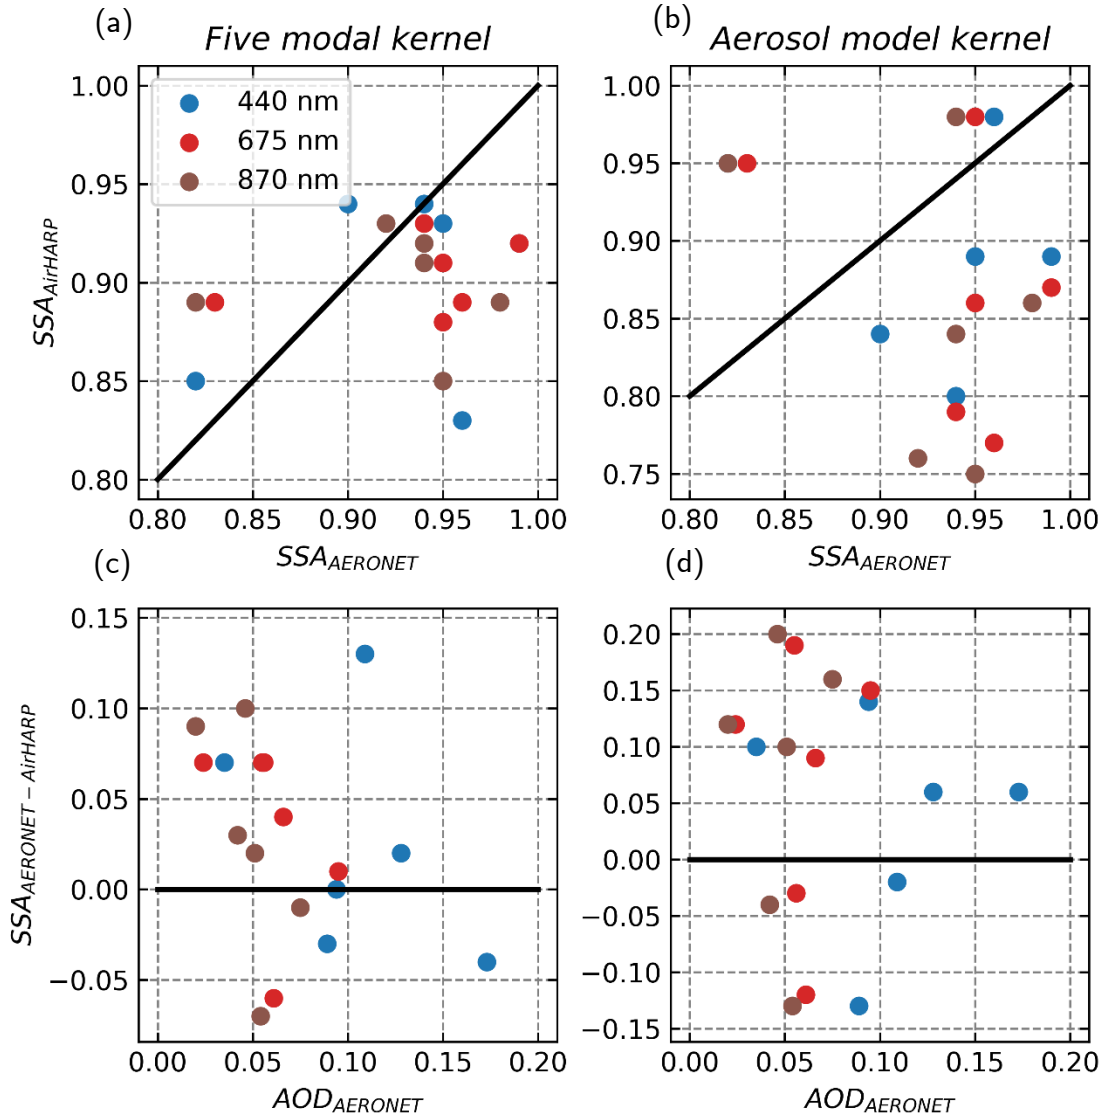 (a)
Five modal kernel
(b)
Aerosol model kernel
440 nm
675 nm
870 nm
1.00
0.95
0.90
0.85
0.80
SSA_AirHARP
0.80 0.85 0.90 0.95 1.00
SSA_AERONET
1.00
0.95
0.90
0.85
0.80
0.75
0.80 0.85 0.90 0.95 1.00
SSA_AERONET
(c)
0.15
0.10
0.05
0.00
−0.05
SSA_AERONET − AirHARP
0.00 0.05 0.10 0.15 0.20
AOD_AERONET
(d)
0.20
0.15
0.10
0.05
0.00
−0.05
−0.10
−0.15
0.00 0.05 0.10 0.15 0.20
AOD_AERONET